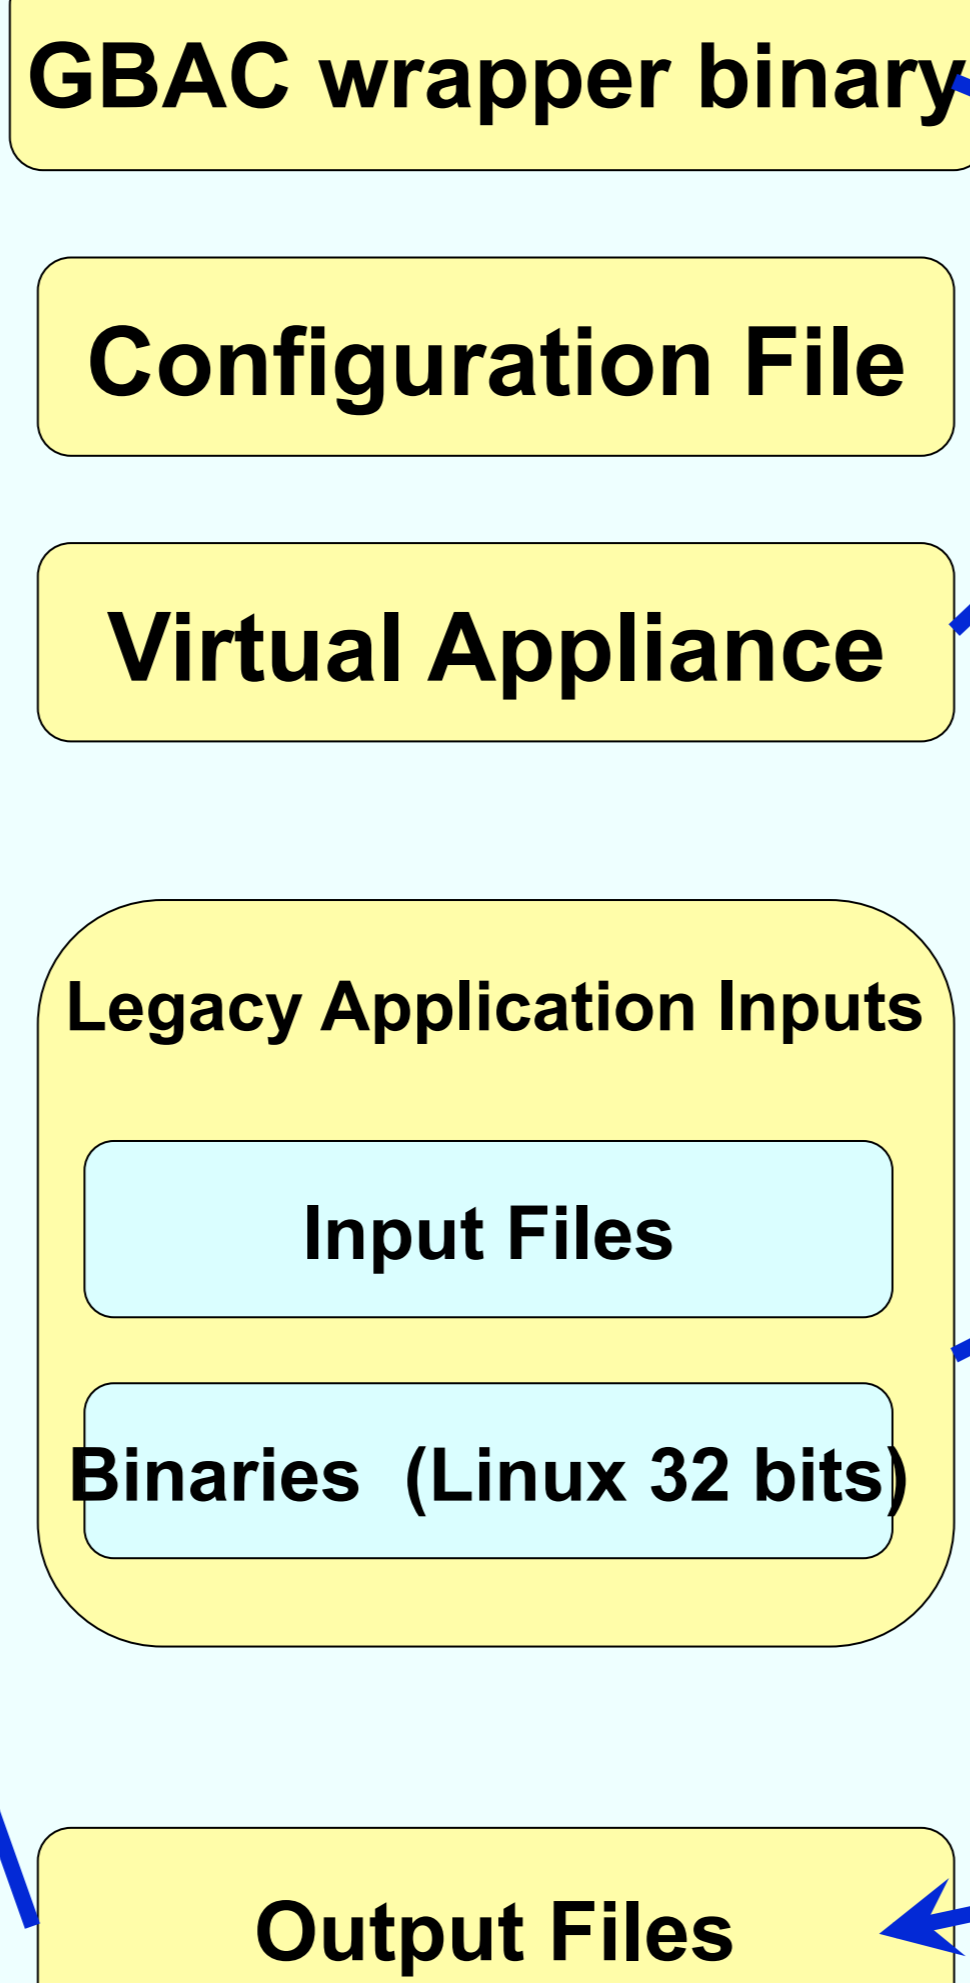 GBAC wrapper binary
Configuration File
Virtual Appliance
Legacy Application Inputs
Input Files
Binaries  (Linux 32 bits)
Output Files